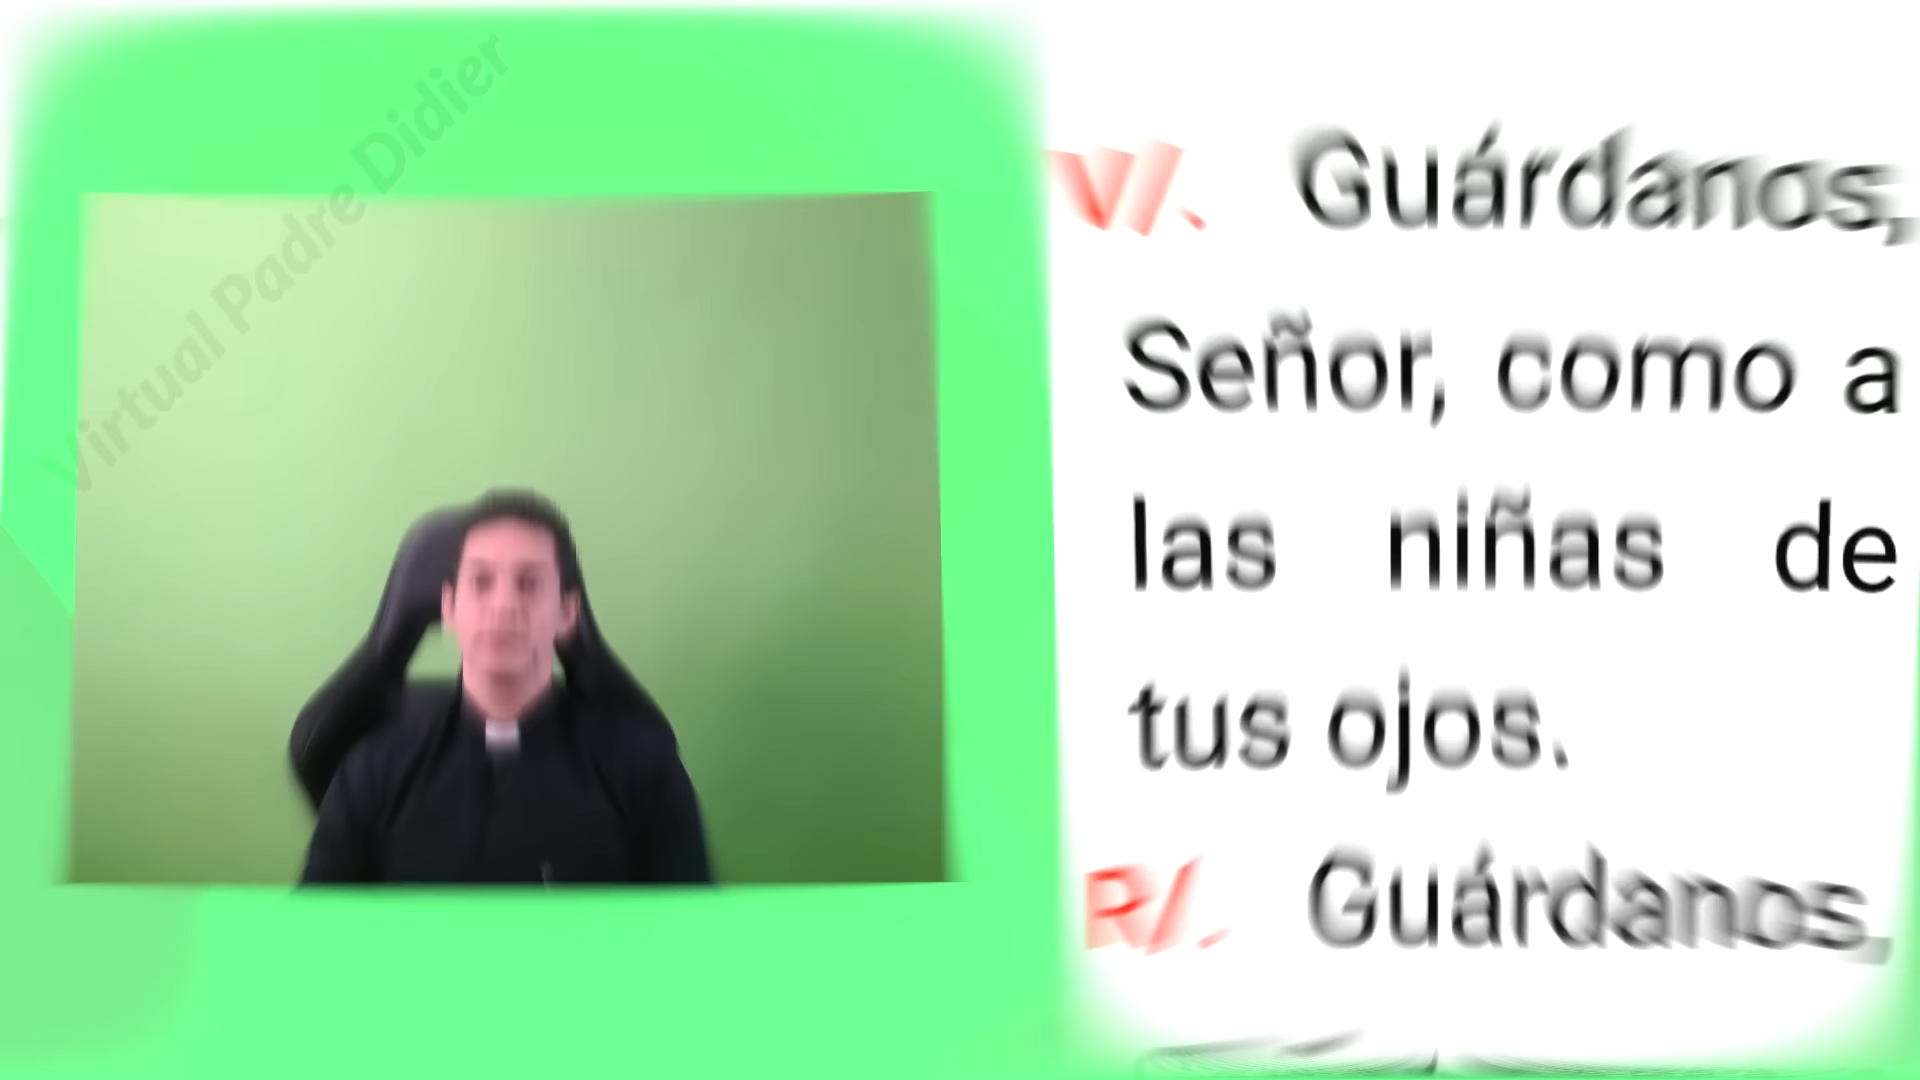 Virtual Padre Didier
V/. Guárdanos,
Señor, como a
las niñas de
tus ojos.
R/. Guárdanos,